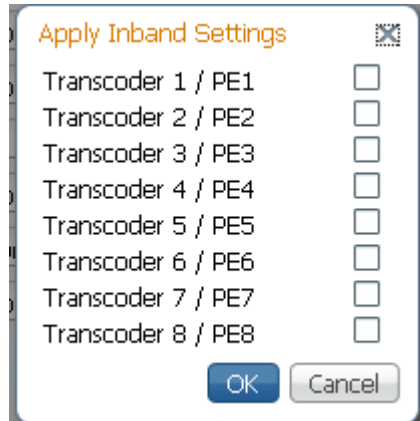 Apply Inband Settings
Transcoder 1 / PE1
Transcoder 2 / PE2
Transcoder 3 / PE3
Transcoder 4 / PE4
Transcoder 5 / PE5
Transcoder 6 / PE6
Transcoder 7 / PE7
Transcoder 8 / PE8
OK Cancel